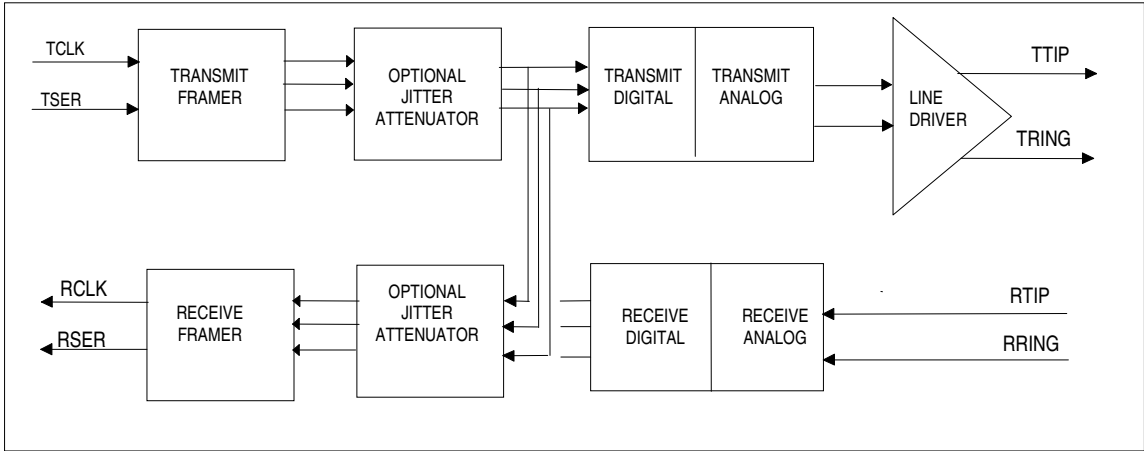 TCLK
TSER
TRANSMIT
FRAMER
OPTIONAL
JITTER
ATTENUATOR
TRANSMIT
DIGITAL
TRANSMIT
ANALOG
LINE
DRIVER
TTIP
TRING
RCLK
RSER
RECEIVE
FRAMER
OPTIONAL
JITTER
ATTENUATOR
RECEIVE
DIGITAL
RECEIVE
ANALOG
RTIP
RRING